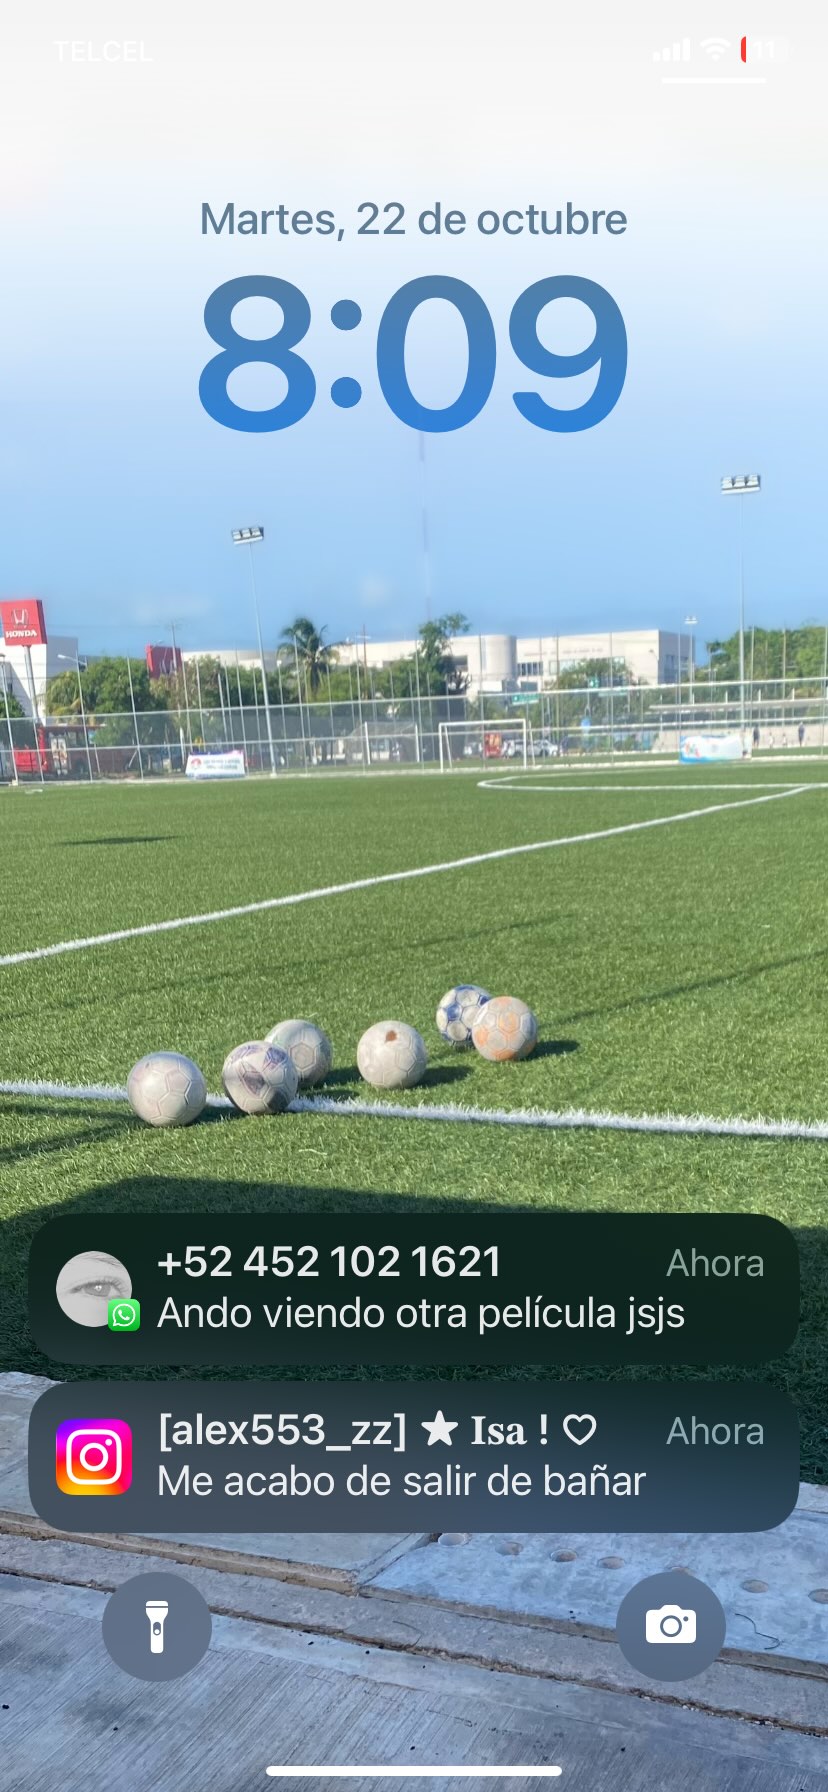 TELCEL
11
Martes, 22 de octubre
8:09
HONDA
+52 452 102 1621
Ahora
Ando viendo otra película jsjs
[alex553_zz] ★ Isa ! ♡
Ahora
Me acabo de salir de bañar